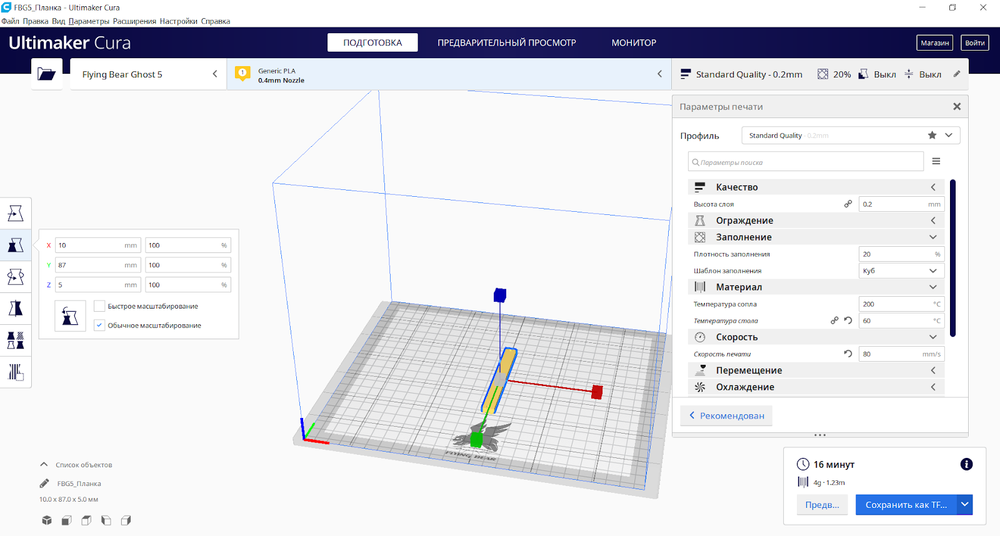 FBG5_Планка - Ultimaker Cura
Файл Правка Вид Параметры Расширения Настройки Справка
Ultimaker Cura
ПОДГОТОВКА
ПРЕДВАРИТЕЛЬНЫЙ ПРОСМОТР
МОНИТОР
Магазин
Войти
Flying Bear Ghost 5
1
Generic PLA
0.4mm Nozzle
Standard Quality - 0.2mm
20%
Выкл
Выкл
Параметры печати
Профиль
Standard Quality - 0.2mm
Параметры поиска
Качество
Высота слоя
0.2 mm
Ограждение
Заполнение
Плотность заполнения
20 %
Шаблон заполнения
Куб
Материал
Температура сопла
200 °C
Температура стола
60 °C
Скорость
Скорость печати
80 mm/s
Перемещение
Охлаждение
Рекомендован
X 10 mm 100 %
Y 87 mm 100 %
Z 5 mm 100 %
Быстрое масштабирование
Обычное масштабирование
FLYING BEAR
Список объектов
FBG5_Планка
10.0 x 87.0 x 5.0 мм
16 минут
4g · 1.23m
Предв...
Сохранить как TF...